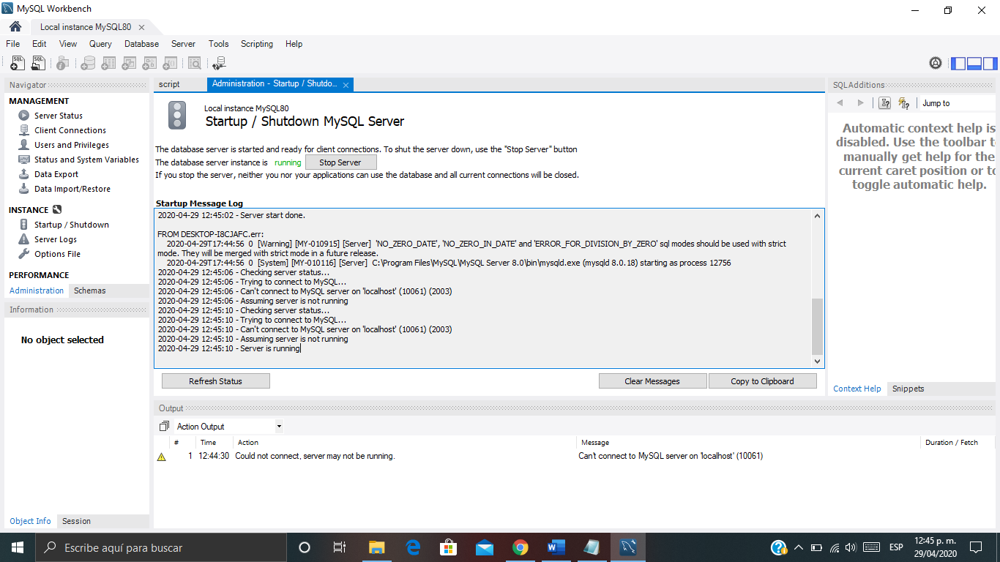 MySQL Workbench
Local instance MySQL80
File Edit View Query Database Server Tools Scripting Help
Navigator
MANAGEMENT
Server Status
Client Connections
Users and Privileges
Status and System Variables
Data Export
Data Import/Restore
INSTANCE
Startup / Shutdown
Server Logs
Options File
PERFORMANCE
Administration Schemas
Information
No object selected
Object Info Session
script Administration - Startup / Shutdo...
Local instance MySQL80
Startup / Shutdown MySQL Server
The database server is started and ready for client connections. To shut the server down, use the "Stop Server" button
The database server instance is running Stop Server
If you stop the server, neither you nor your applications can use the database and all current connections will be closed.
Startup Message Log
2020-04-29 12:45:02 - Server start done.
FROM DESKTOP-I8CJAFC.err:
2020-04-29T17:44:56 0 [Warning] [MY-010915] [Server] 'NO_ZERO_DATE', 'NO_ZERO_IN_DATE' and 'ERROR_FOR_DIVISION_BY_ZERO' sql modes should be used with strict
mode. They will be merged with strict mode in a future release.
2020-04-29T17:44:56 0 [System] [MY-010116] [Server] C:\Program Files\MySQL\MySQL Server 8.0\bin\mysqld.exe (mysqld 8.0.18) starting as process 12756
2020-04-29 12:45:06 - Checking server status...
2020-04-29 12:45:06 - Trying to connect to MySQL...
2020-04-29 12:45:06 - Can't connect to MySQL server on 'localhost' (10061) (2003)
2020-04-29 12:45:06 - Assuming server is not running
2020-04-29 12:45:10 - Checking server status...
2020-04-29 12:45:10 - Trying to connect to MySQL...
2020-04-29 12:45:10 - Can't connect to MySQL server on 'localhost' (10061) (2003)
2020-04-29 12:45:10 - Assuming server is not running
2020-04-29 12:45:10 - Server is running
Refresh Status Clear Messages Copy to Clipboard
SQL Additions
Jump to
Automatic context help is
disabled. Use the toolbar t
manually get help for the
current caret position or to
toggle automatic help.
Context Help Snippets
Output
Action Output
# Time Action Message Duration / Fetch
1 12:44:30 Could not connect, server may not be running. Can't connect to MySQL server on 'localhost' (10061)
Escribe aquí para buscar
ESP
12:45 p. m.
29/04/2020